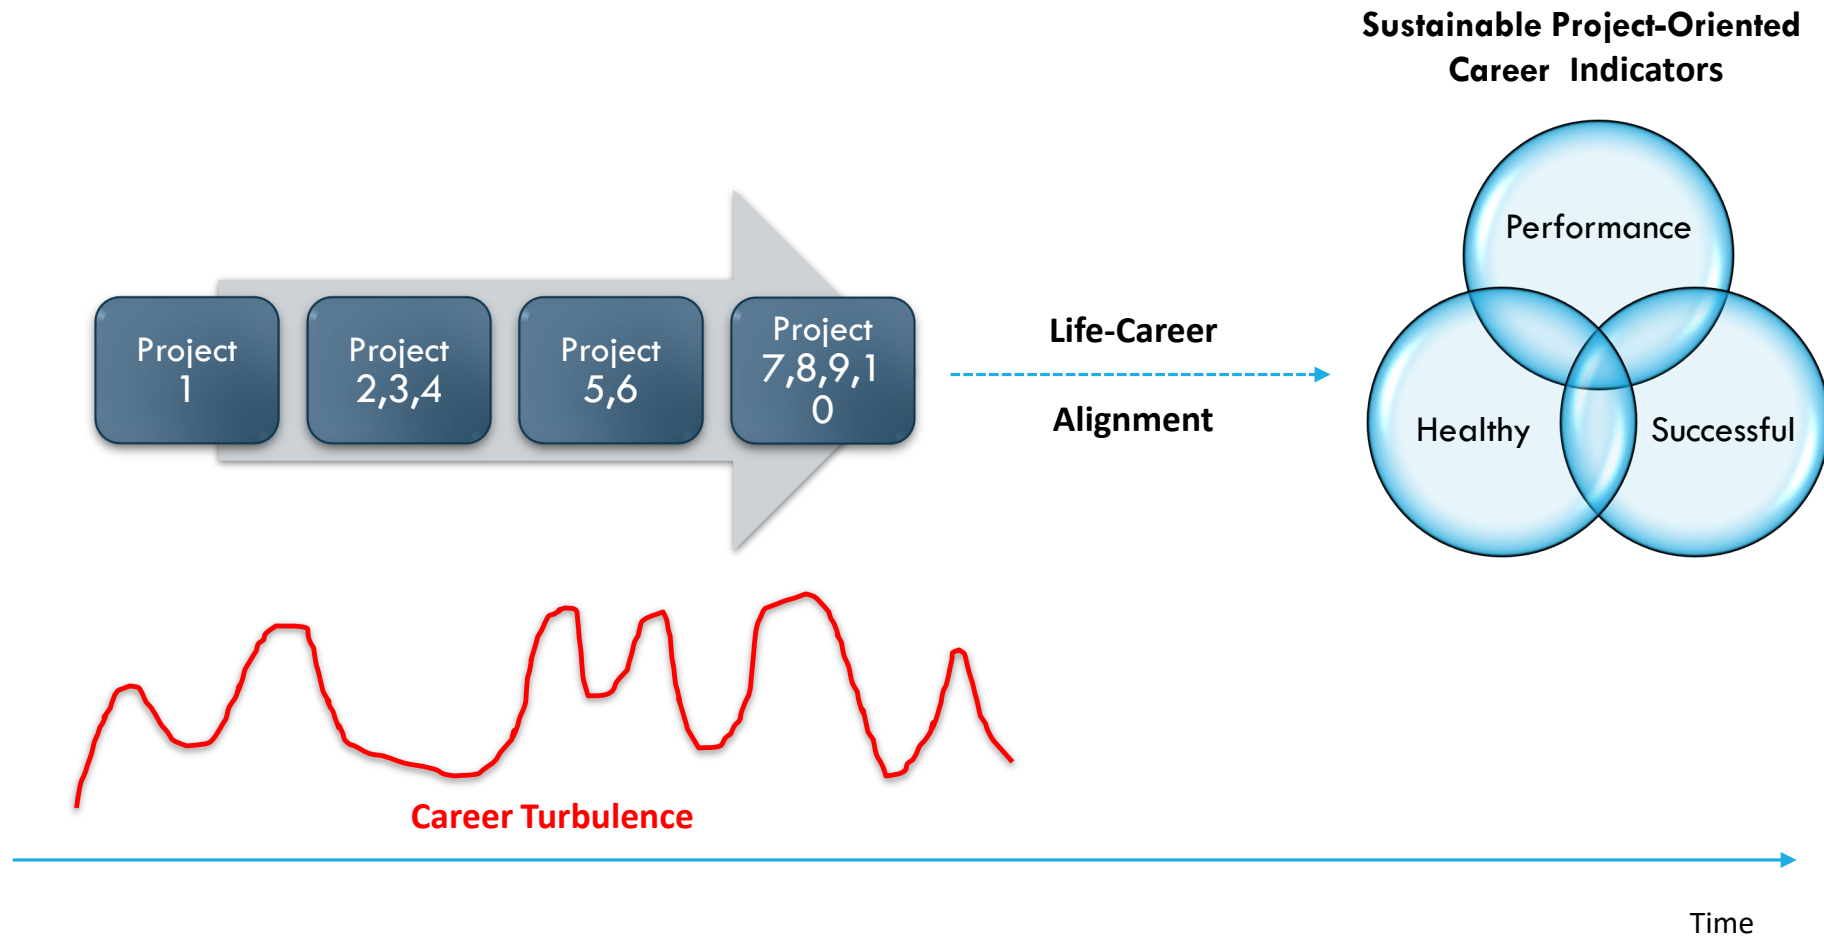 Sustainable Project-Oriented
Career Indicators
Performance
Healthy
Successful
Project
1
Project
2,3,4
Project
5,6
Project
7,8,9,1
0
Life-Career
Alignment
Career Turbulence
Time